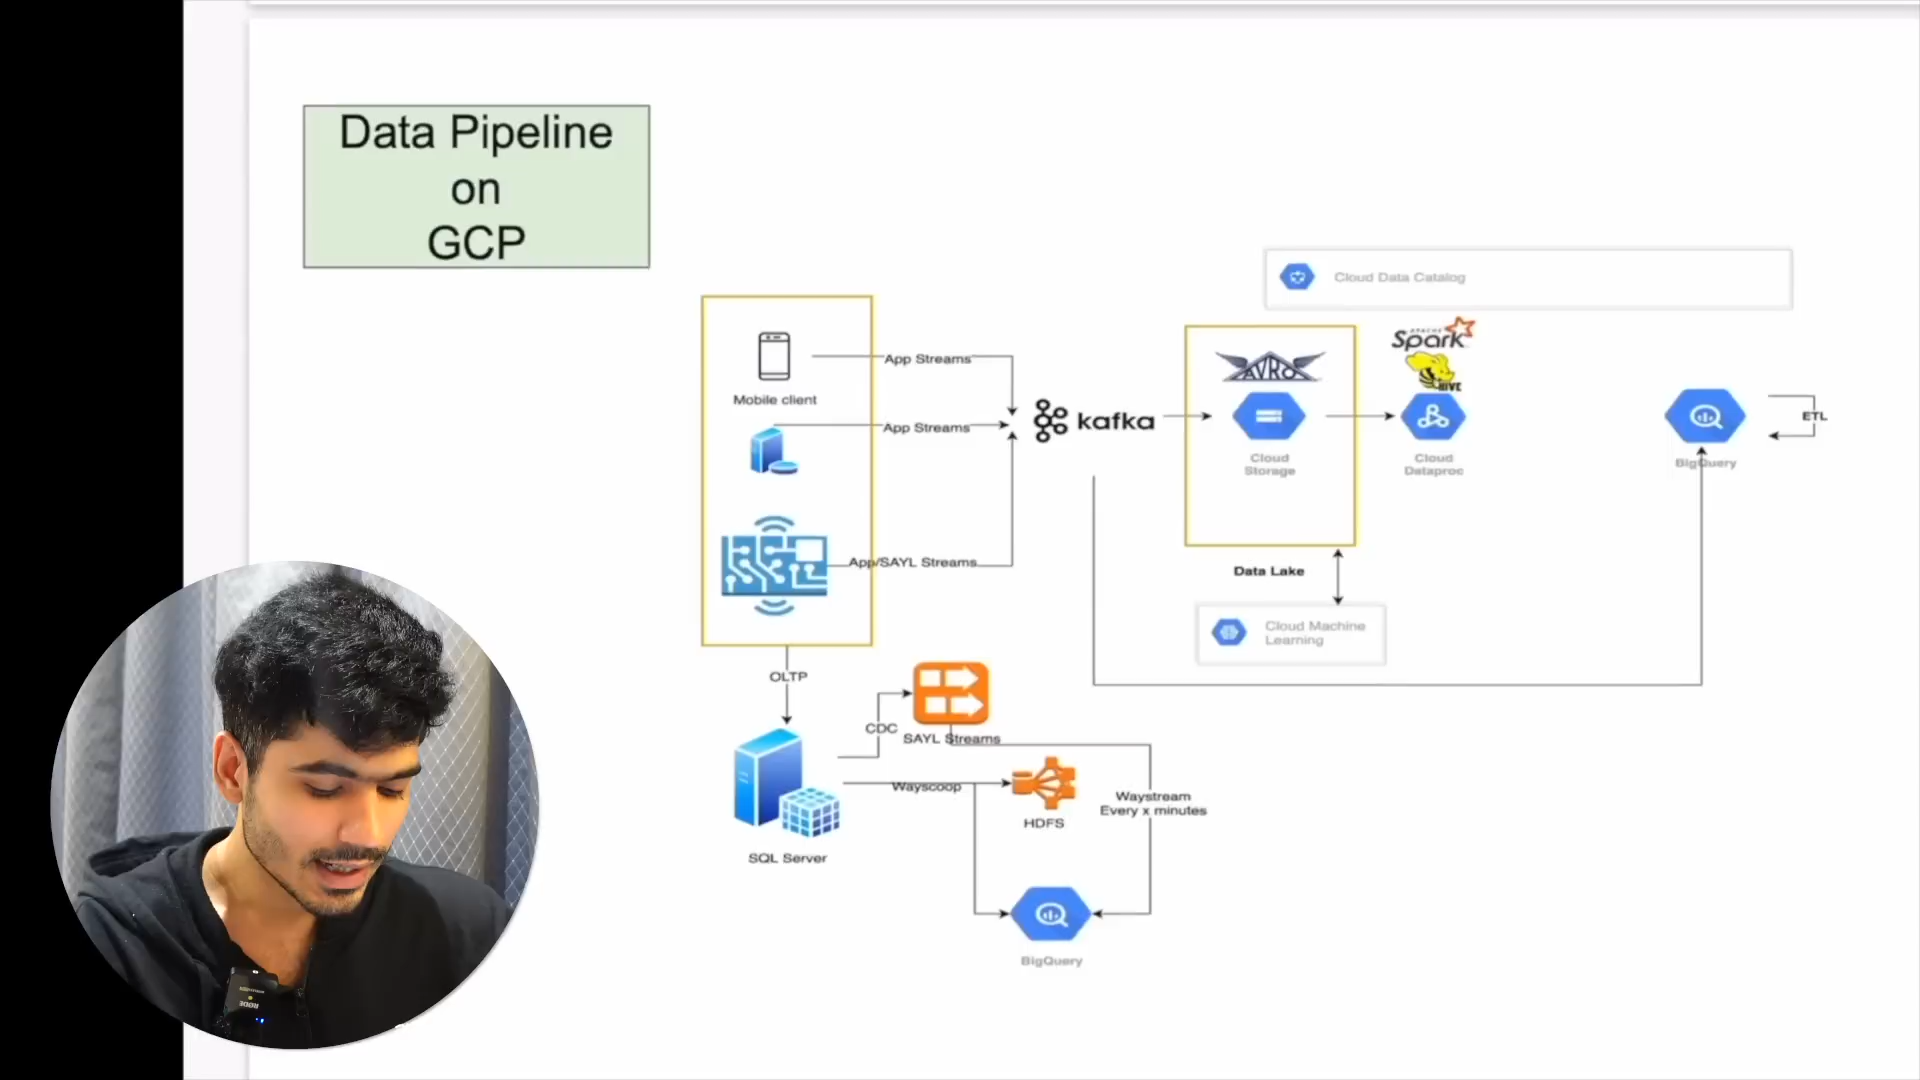 Data Pipeline
on
GCP
Cloud Data Catalog
Mobile client
App Streams
App Streams
App/SAYL Streams
kafka
AVRO
Cloud
Storage
APACHE
Spark
HIVE
Cloud
Dataproc
BigQuery
ETL
Data Lake
Cloud Machine
Learning
OLTP
CDC
SAYL Streams
Wayscoop
HDFS
Waystream
Every x minutes
SQL Server
BigQuery
RODE